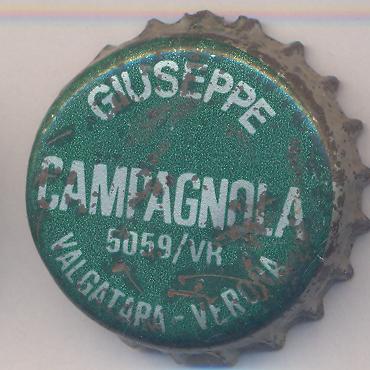 GIUSEPPE
CAMPAGNOLA
5059/VR
VALGATARA - VERONA